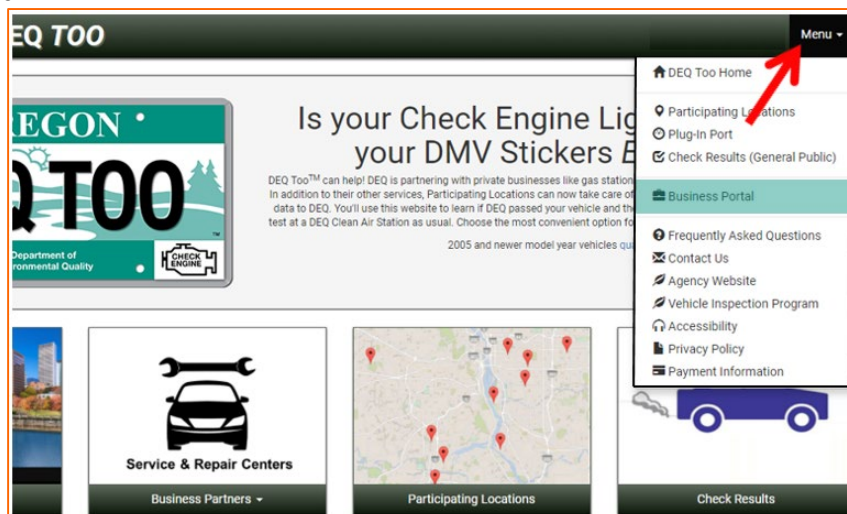 EQ TOO
Menu
DEQ Too Home
Participating Locations
Plug-In Port
Check Results (General Public)
Business Portal
Frequently Asked Questions
Contact Us
Agency Website
Vehicle Inspection Program
Accessibility
Privacy Policy
Payment Information
EGON
TOO
TM
epartment of
ronmental Quality
CHECK
ENGINE
Is your Check Engine Lig
your DMV Stickers E
DEQ Too™ can help! DEQ is partnering with private businesses like gas station
In addition to their other services, Participating Locations can now take care of
data to DEQ. You'll use this website to learn if DEQ passed your vehicle and the
test at a DEQ Clean Air Station as usual. Choose the most convenient option fo
2005 and newer model year vehicles qu
Service & Repair Centers
Business Partners
Participating Locations
Check Results